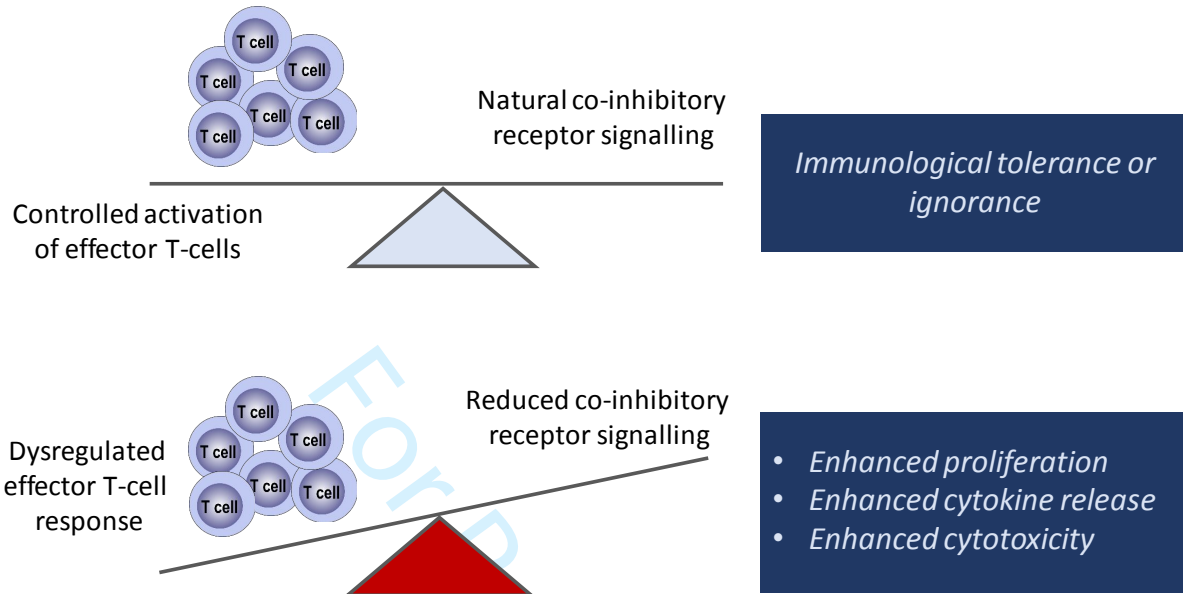 T cell
T cell
T cell
T cell
T cell
T cell
Natural co-inhibitory
receptor signalling
Controlled activation
of effector T-cells
Immunological tolerance or
ignorance
T cell
T cell
T cell
T cell
T cell
T cell
Reduced co-inhibitory
receptor signalling
Dysregulated
effector T-cell
response
• Enhanced proliferation
• Enhanced cytokine release
• Enhanced cytotoxicity
For